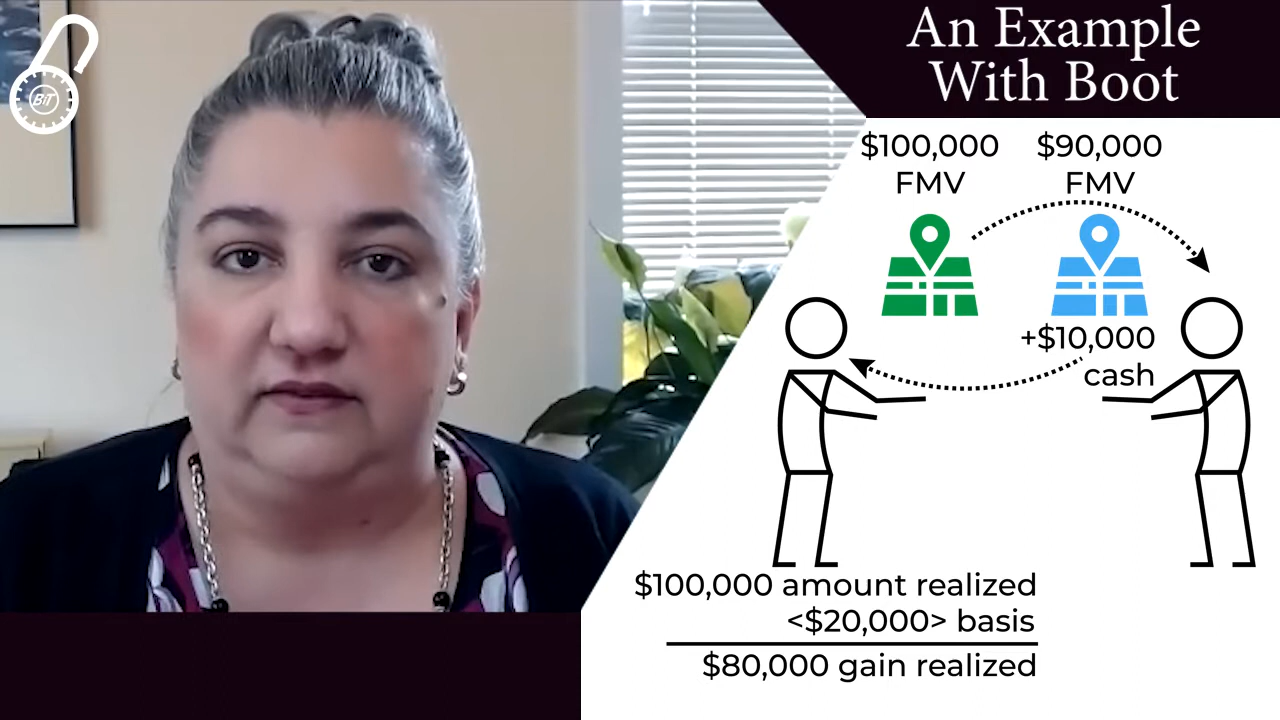 BiT
An Example
With Boot
$100,000 $90,000
FMV FMV
+$10,000
cash
$100,000 amount realized
<$20,000> basis
$80,000 gain realized